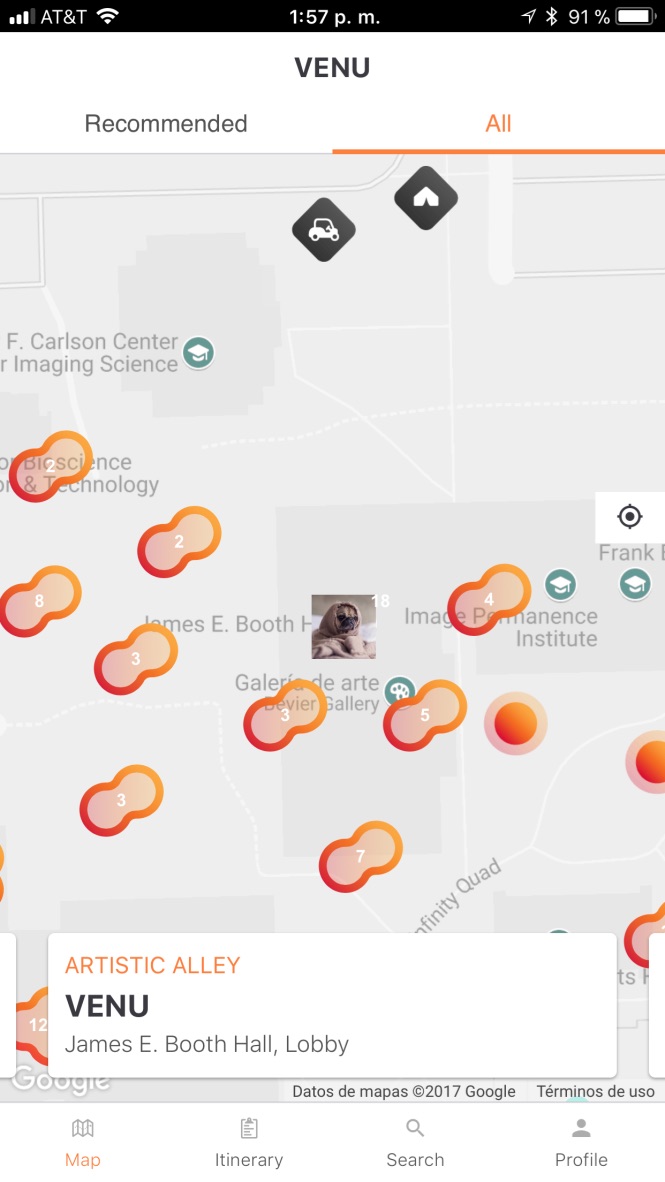 AT&T 1:57 p. m. 91 %
VENU
Recommended All
F. Carlson Center
r Imaging Science
or Bioscience
on & Technology
2
2
8
3
James E. Booth H
18
4
Frank E
Image Permanence
Institute
Galería de arte
Bevier Gallery
3
5
3
7
Infinity Quad
ARTISTIC ALLEY
VENU
James E. Booth Hall, Lobby
12
ts H
Google
Datos de mapas ©2017 Google Términos de uso
Map Itinerary Search Profile